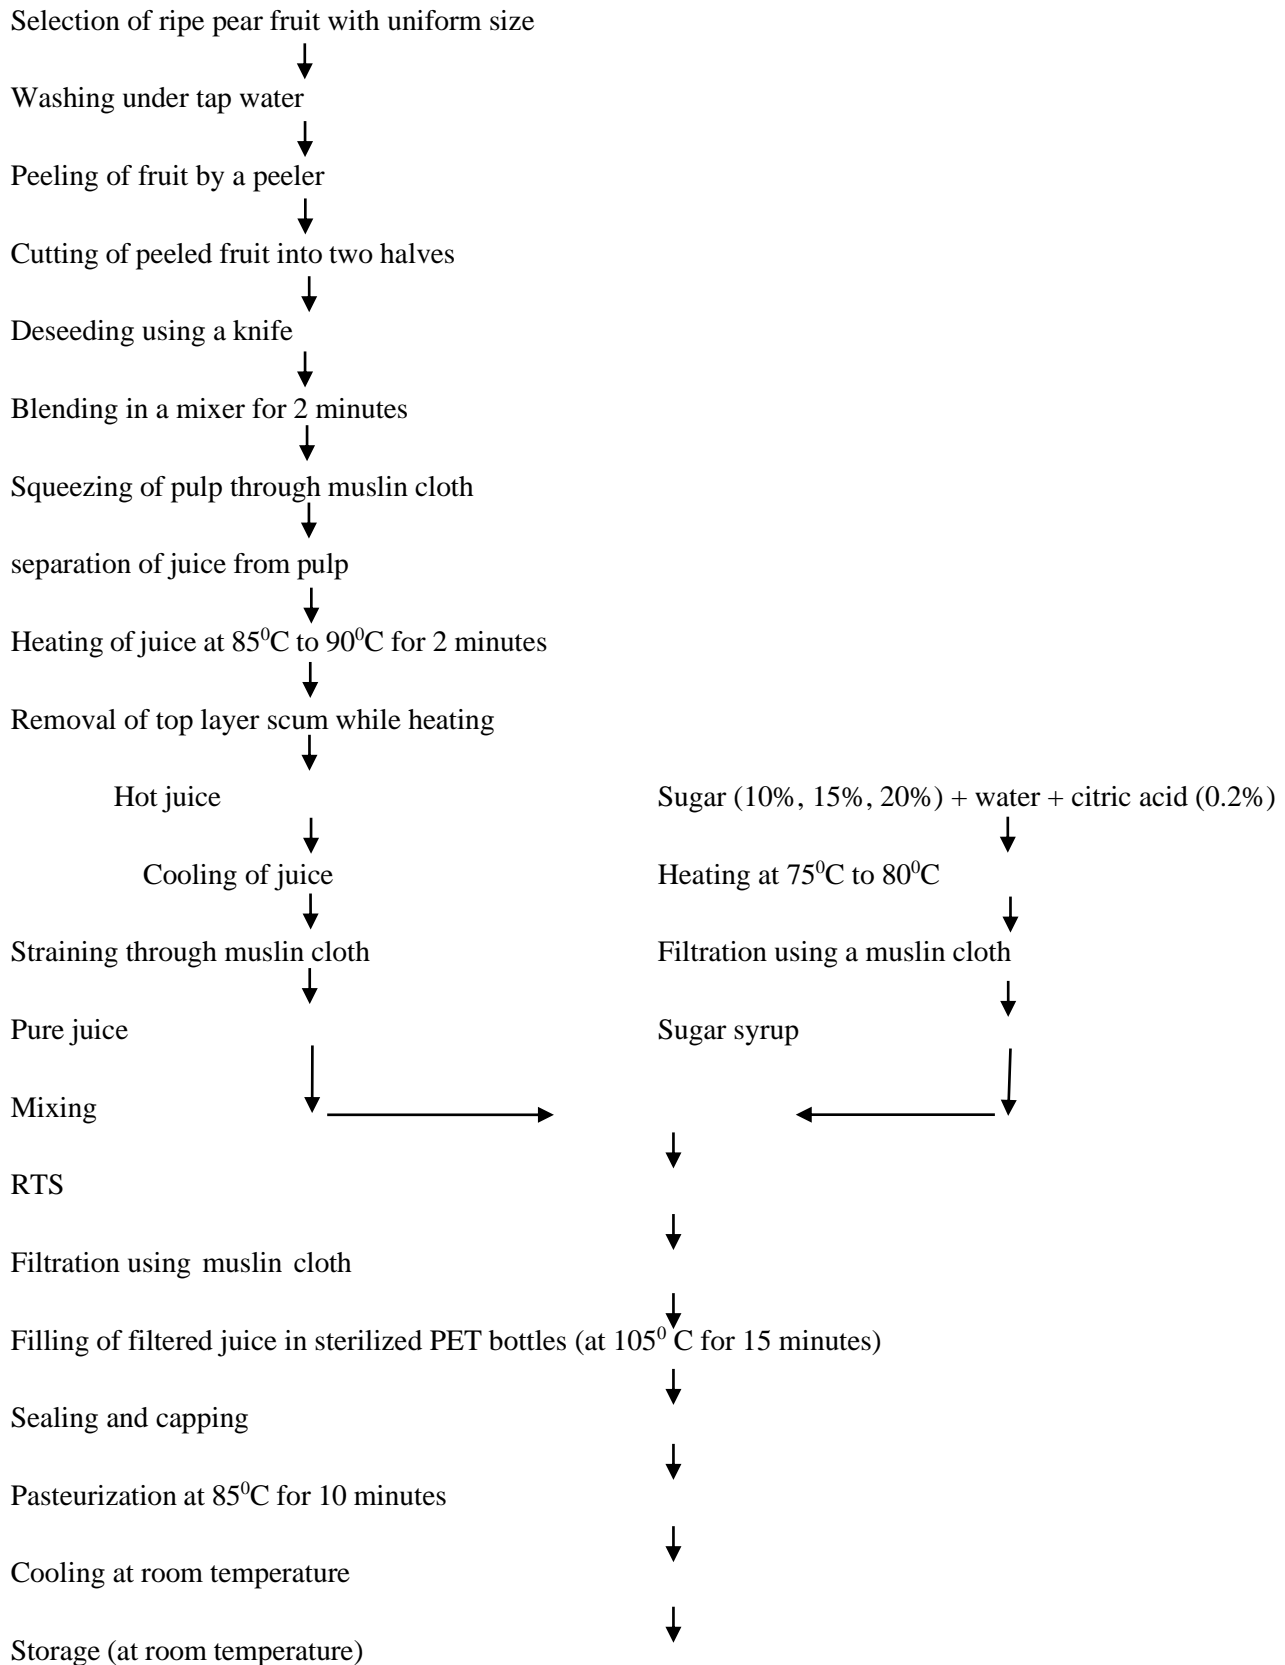 Selection of ripe pear fruit with uniform size
Washing under tap water
Peeling of fruit by a peeler
Cutting of peeled fruit into two halves
Deseeding using a knife
Blending in a mixer for 2 minutes
Squeezing of pulp through muslin cloth
separation of juice from pulp
Heating of juice at 85⁰C to 90⁰C for 2 minutes
Removal of top layer scum while heating
Hot juice
Sugar (10%, 15%, 20%) + water + citric acid (0.2%)
Cooling of juice
Heating at 75⁰C to 80⁰C
Straining through muslin cloth
Filtration using a muslin cloth
Pure juice
Sugar syrup
Mixing
RTS
Filtration using muslin cloth
Filling of filtered juice in sterilized PET bottles (at 105⁰ C for 15 minutes)
Sealing and capping
Pasteurization at 85⁰C for 10 minutes
Cooling at room temperature
Storage (at room temperature)